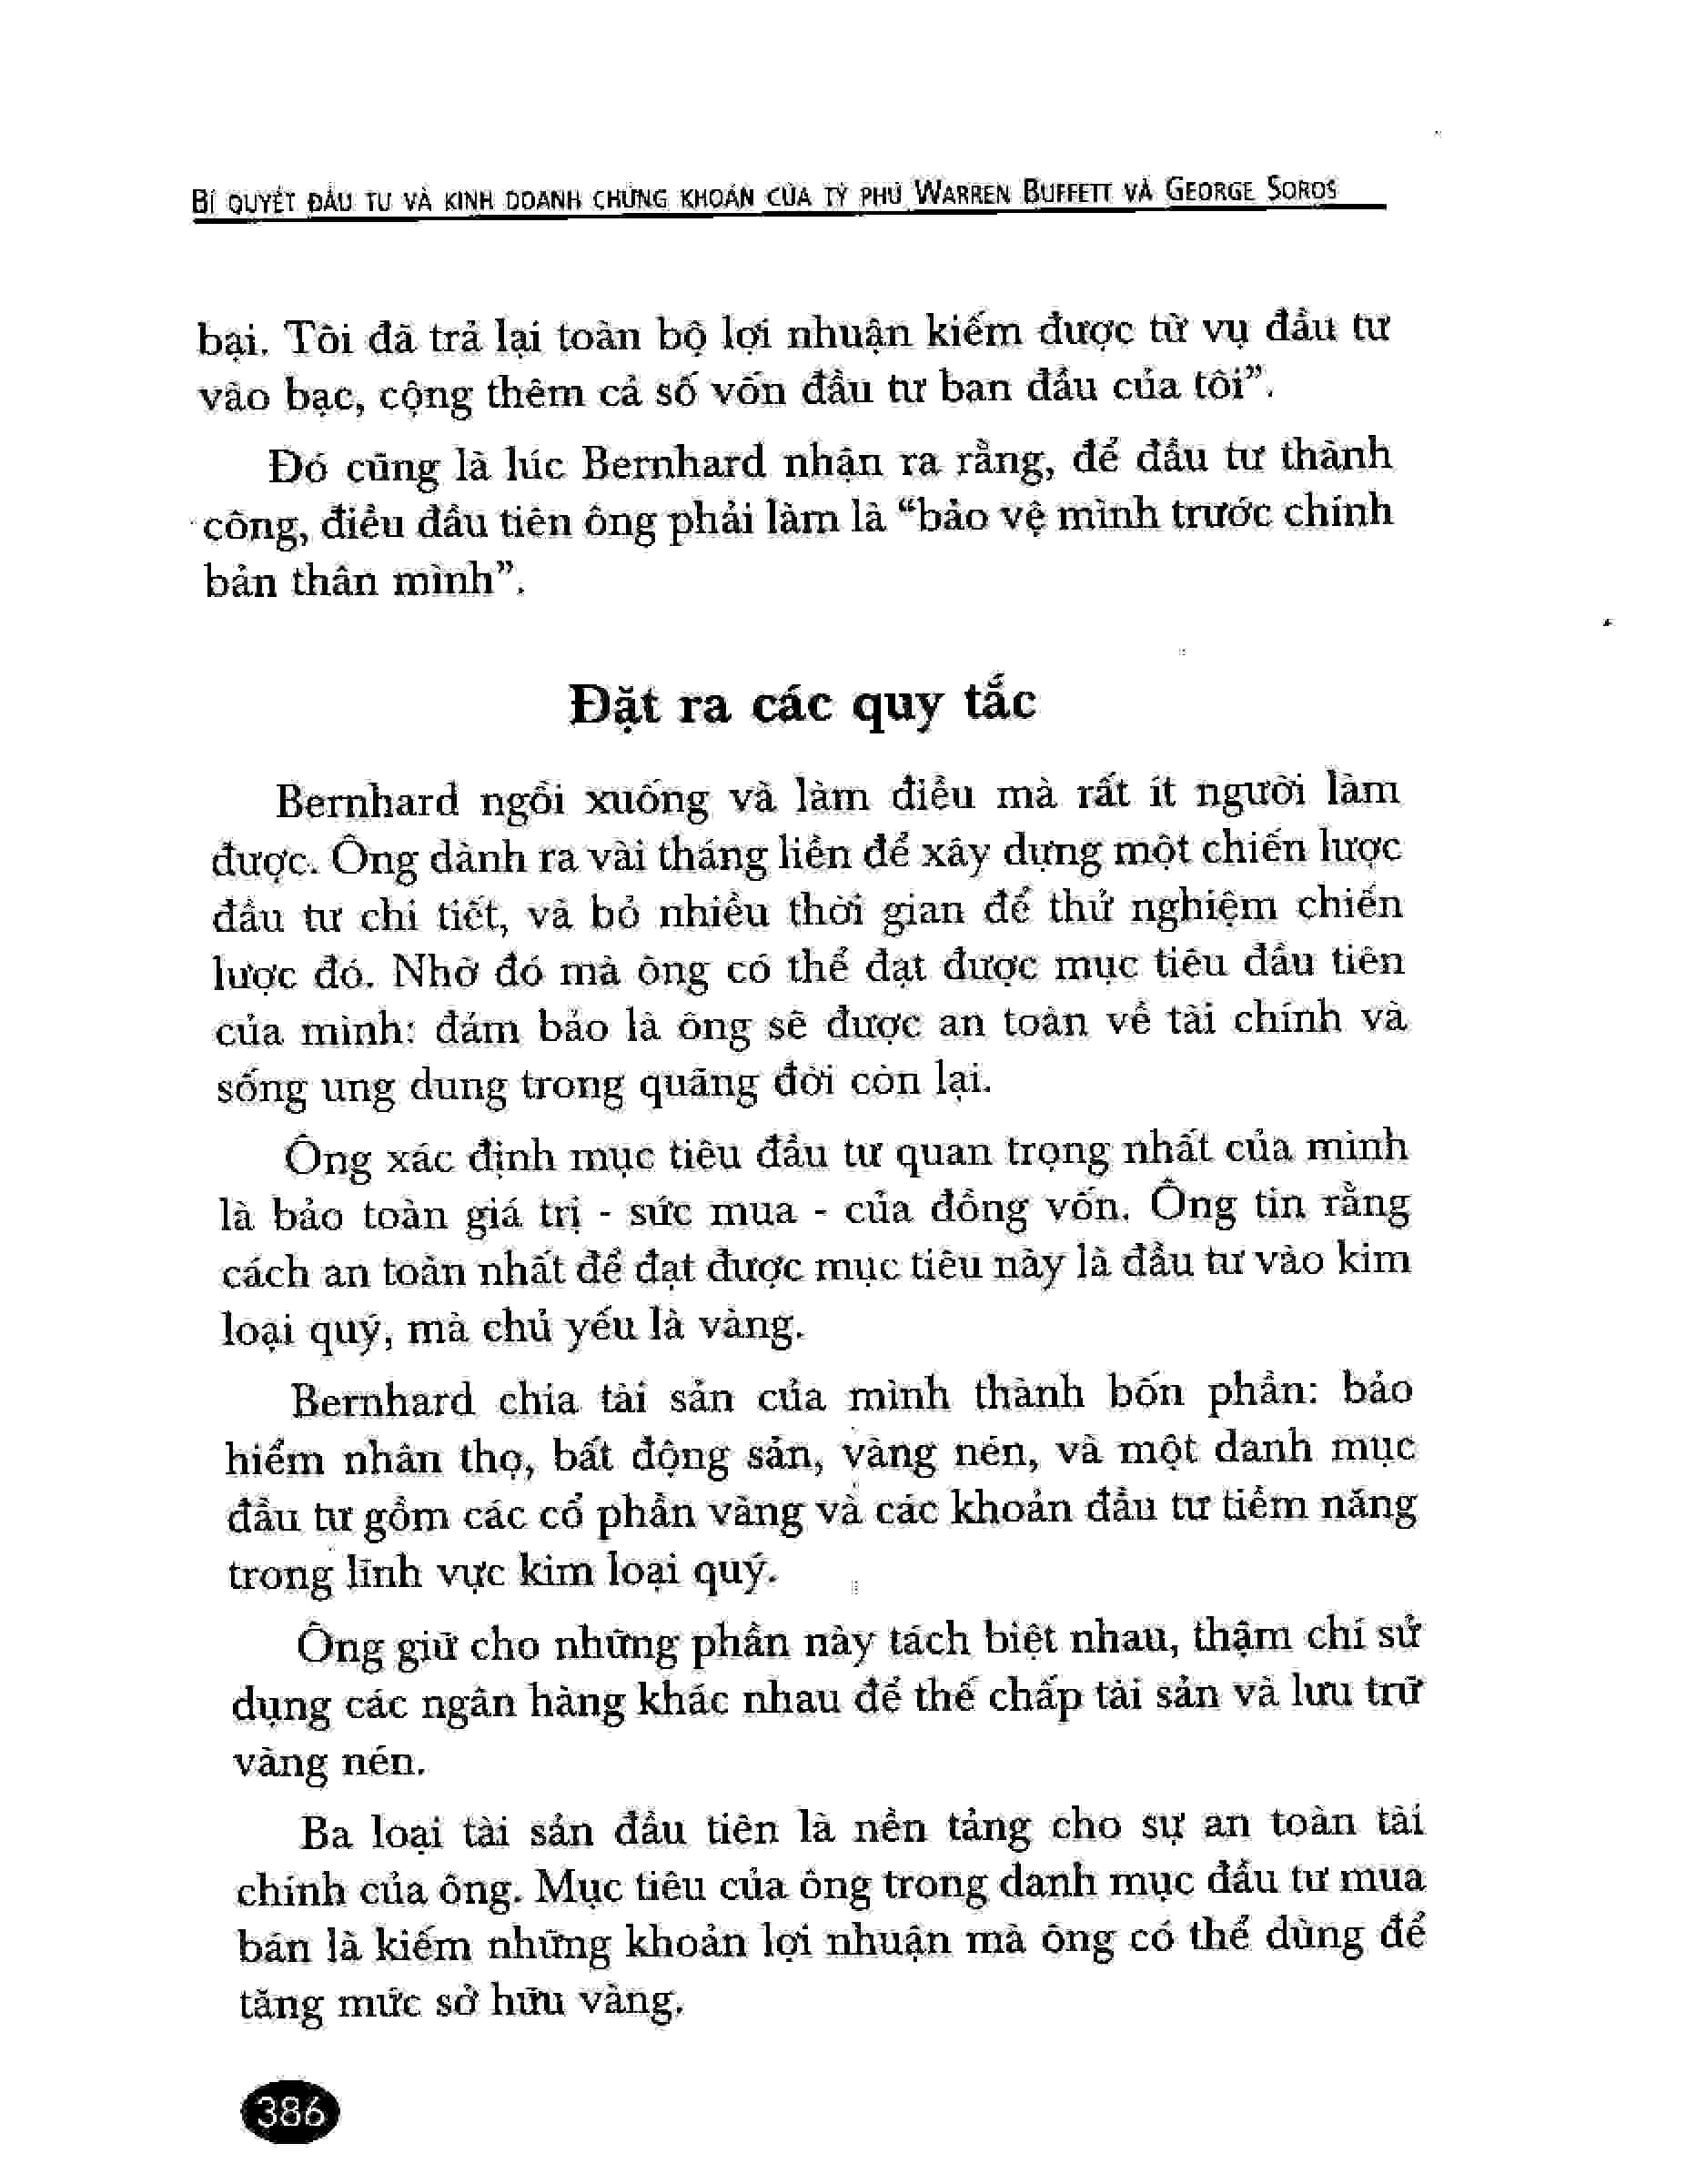 BÍ QUYẾT ĐẦU TƯ VÀ KINH DOANH CHỨNG KHOÁN CỦA TỶ PHÚ WARREN BUFFETT VÀ GEORGE SOROS
bại. Tôi đã trả lại toàn bộ lợi nhuận kiếm được từ vụ đầu tư
vào bạc, cộng thêm cả số vốn đầu tư ban đầu của tôi”.
Đó cũng là lúc Bernhard nhận ra rằng, để đầu tư thành
công, điều đầu tiên ông phải làm là “bảo vệ mình trước chính
bản thân mình”.
Đặt ra các quy tắc
Bernhard ngồi xuống và làm điều mà rất ít người làm
được. Ông dành ra vài tháng liền để xây dựng một chiến lược
đầu tư chi tiết, và bỏ nhiều thời gian để thử nghiệm chiến
lược đó. Nhờ đó mà ông có thể đạt được mục tiêu đầu tiên
của mình: đảm bảo là ông sẽ được an toàn về tài chính và
sống ung dung trong quãng đời còn lại.
Ông xác định mục tiêu đầu tư quan trọng nhất của mình
là bảo toàn giá trị - sức mua - của đồng vốn. Ông tin rằng
cách an toàn nhất để đạt được mục tiêu này là đầu tư vào kim
loại quý, mà chủ yếu là vàng.
Bernhard chia tài sản của mình thành bốn phần: bảo
hiểm nhân thọ, bất động sản, vàng nén, và một danh mục
đầu tư gồm các cổ phần vàng và các khoản đầu tư tiềm năng
trong lĩnh vực kim loại quý.
Ông giữ cho những phần này tách biệt nhau, thậm chí sử
dụng các ngân hàng khác nhau để thế chấp tài sản và lưu trữ
vàng nén.
Ba loại tài sản đầu tiên là nền tảng cho sự an toàn tài
chính của ông. Mục tiêu của ông trong danh mục đầu tư mua
bán là kiếm những khoản lợi nhuận mà ông có thể dùng để
tăng mức sở hữu vàng.
386